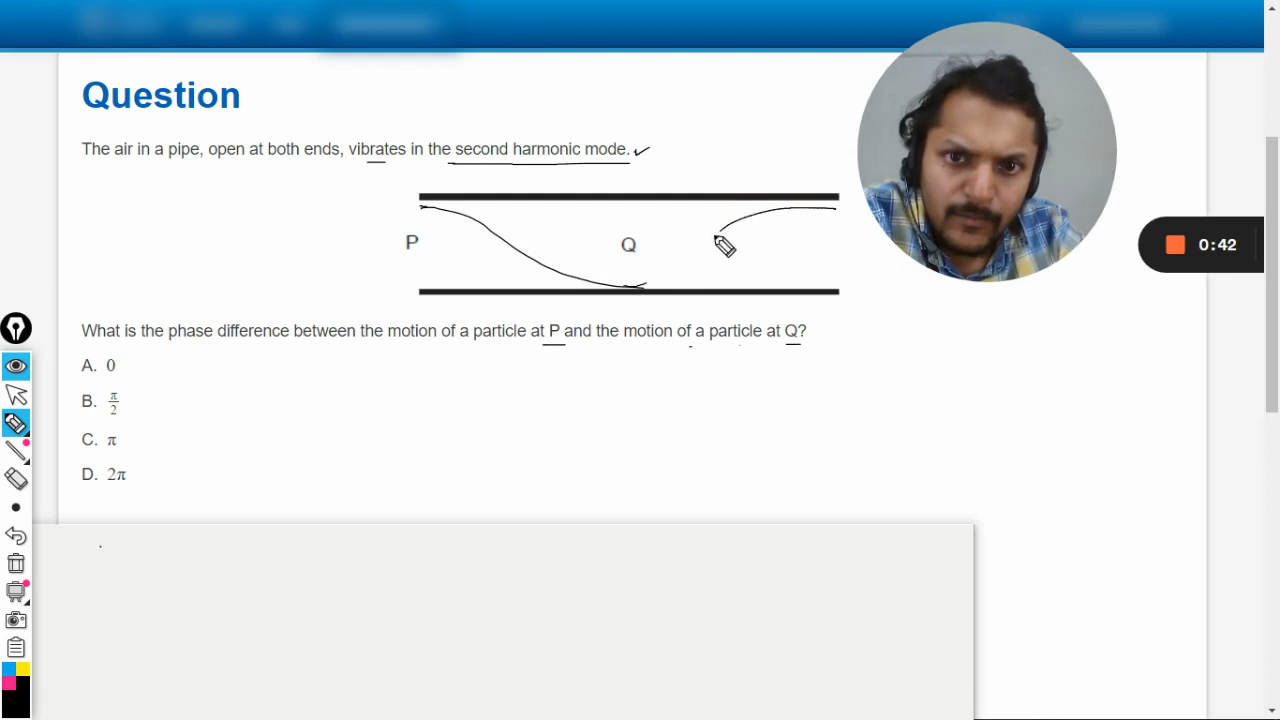 Question
The air in a pipe, open at both ends, vibrates in the second harmonic mode.
P
Q
0:42
What is the phase difference between the motion of a particle at P and the motion of a particle at Q?
A. 0
B. π/2
C. π
D. 2π